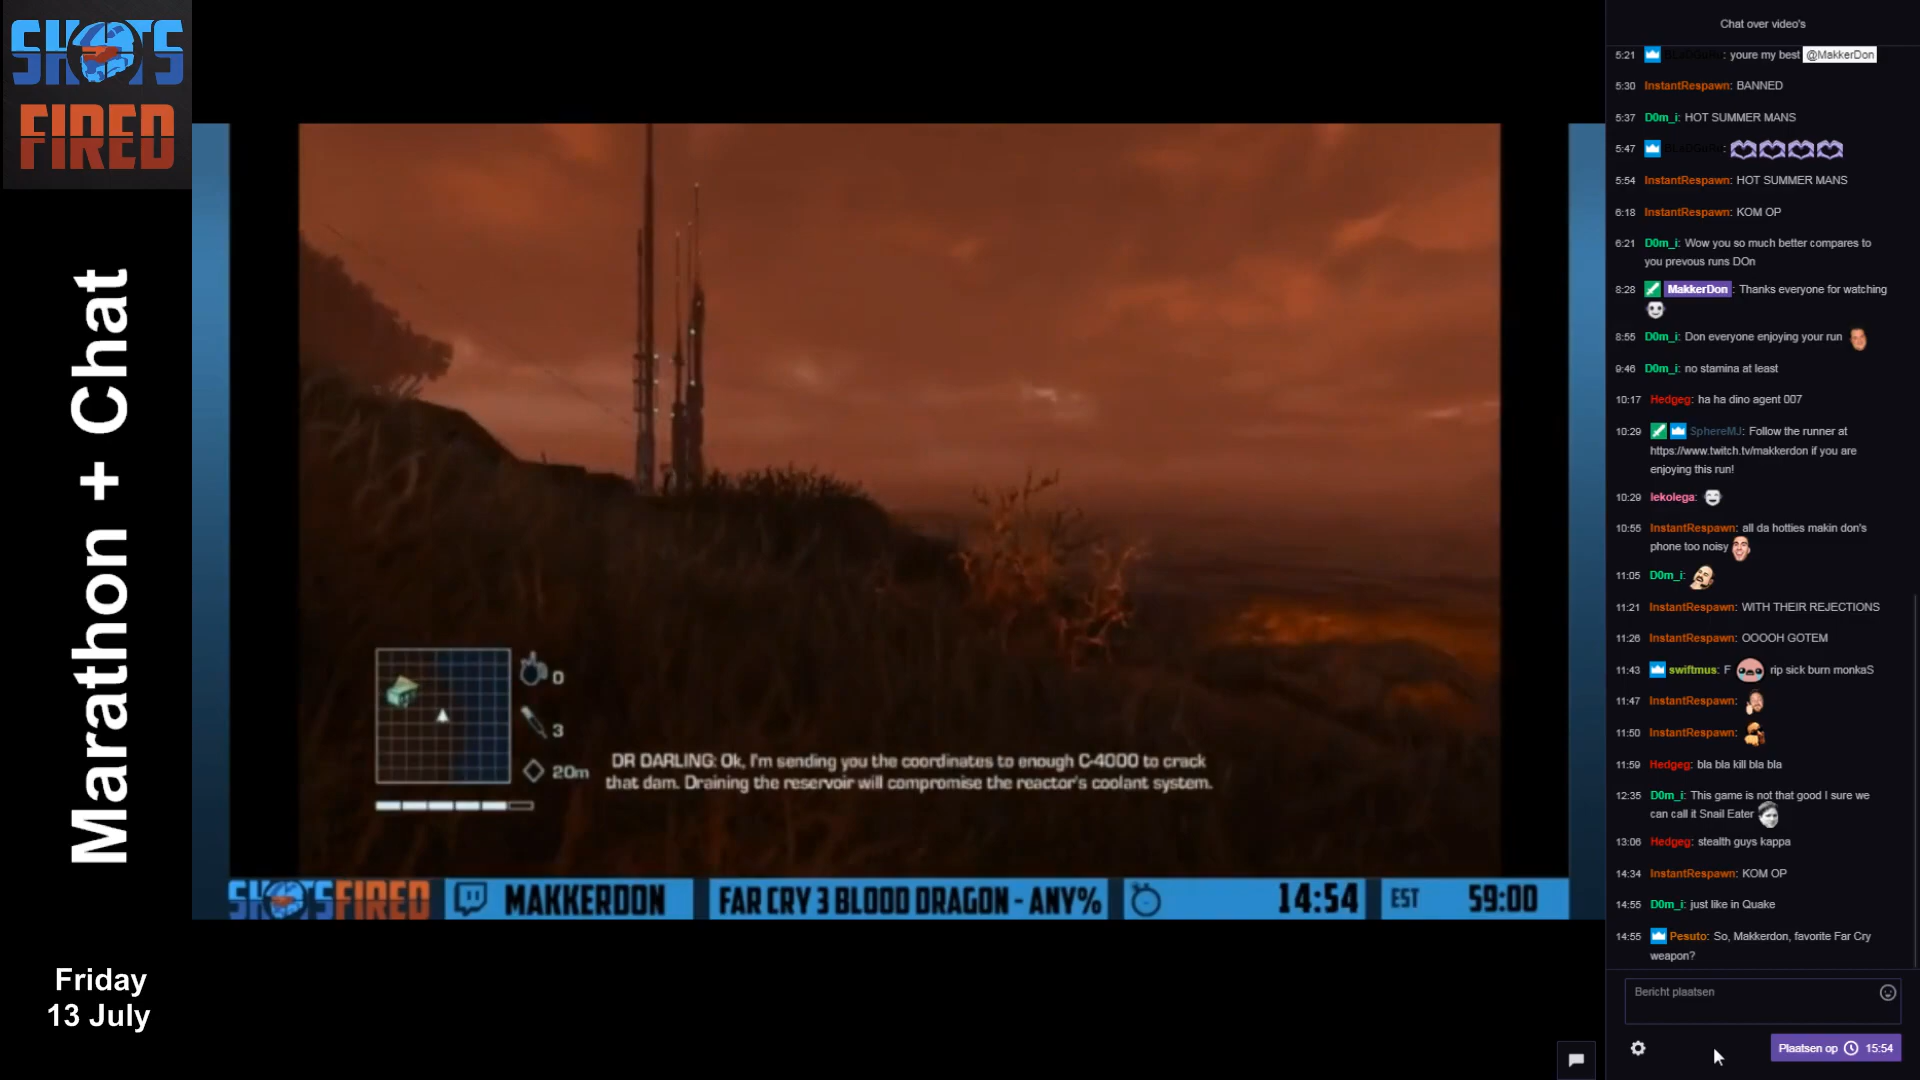 SHOTS
FIRED
Marathon + Chat
Friday
13 July
0
3
20m
DR DARLING: Ok, I'm sending you the coordinates to enough C-4000 to crack
that dam. Draining the reservoir will compromise the reactor's coolant system.
SHOTSFIRED MAKKERDON FAR CRY 3 BLOOD DRAGON - ANY% 14:54 EST 59:00
Chat over video's
5:21 : youre my best @MakkerDon
5:30 InstantRespawn: BANNED
5:37 D0m_i: HOT SUMMER MANS
5:47 :
5:54 InstantRespawn: HOT SUMMER MANS
6:18 InstantRespawn: KOM OP
6:21 D0m_i: Wow you so much better compares to
you prevous runs DOn
8:28 MakkerDon: Thanks everyone for watching
8:55 D0m_i: Don everyone enjoying your run
9:46 D0m_i: no stamina at least
10:17 Hedgeg: ha ha dino agent 007
10:29 SphereMJ: Follow the runner at
https://www.twitch.tv/makkerdon if you are
enjoying this run!
10:29 lekolega:
10:55 InstantRespawn: all da hotties makin don's
phone too noisy
11:05 D0m_i:
11:21 InstantRespawn: WITH THEIR REJECTIONS
11:26 InstantRespawn: OOOOH GOTEM
11:43 swiftmus: F rip sick burn monkaS
11:47 InstantRespawn:
11:50 InstantRespawn:
11:59 Hedgeg: bla bla kill bla bla
12:35 D0m_i: This game is not that good I sure we
can call it Snail Eater
13:06 Hedgeg: stealth guys kappa
14:34 InstantRespawn: KOM OP
14:55 D0m_i: just like in Quake
14:55 Pesuto: So, Makkerdon, favorite Far Cry
weapon?
Bericht plaatsen
Plaatsen op 15:54